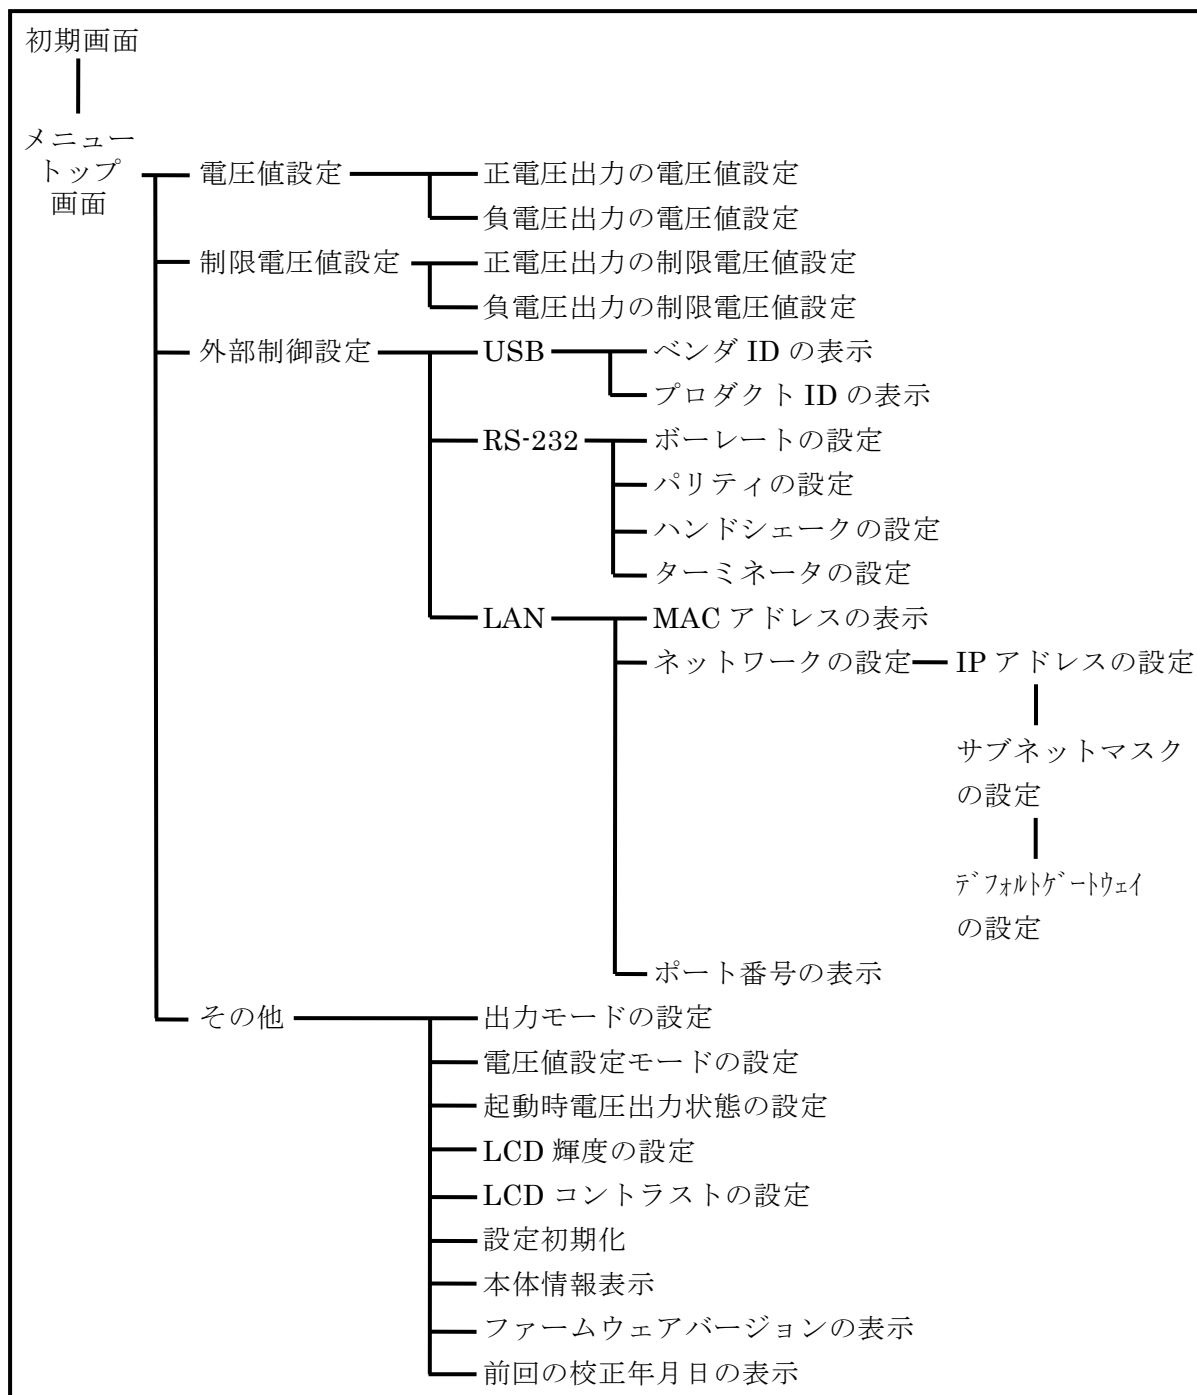 初期画面
メニュー
トップ
画面
電圧値設定
正電圧出力の電圧値設定
負電圧出力の電圧値設定
制限電圧値設定
正電圧出力の制限電圧値設定
負電圧出力の制限電圧値設定
外部制御設定
USB
ベンダ ID の表示
プロダクト ID の表示
RS-232
ボーレートの設定
パリティの設定
ハンドシェークの設定
ターミネータの設定
LAN
MAC アドレスの表示
ネットワークの設定
IP アドレスの設定
サブネットマスク
の設定
ﾃﾞﾌｫﾙﾄｹﾞｰﾄｳｪｲ
の設定
ポート番号の表示
その他
出力モードの設定
電圧値設定モードの設定
起動時電圧出力状態の設定
LCD 輝度の設定
LCD コントラストの設定
設定初期化
本体情報表示
ファームウェアバージョンの表示
前回の校正年月日の表示